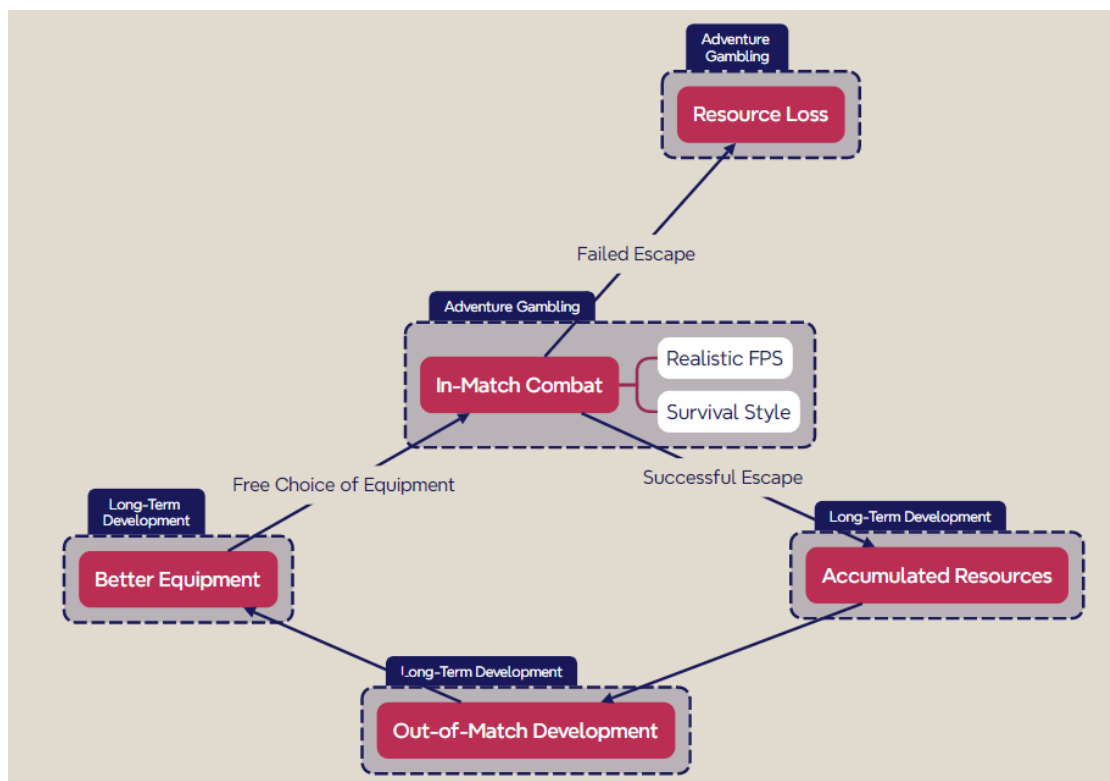 Adventure
Gambling
Resource Loss
Failed Escape
Adventure Gambling
In-Match Combat
Realistic FPS
Survival Style
Free Choice of Equipment
Successful Escape
Long-Term
Development
Better Equipment
Long-Term Development
Accumulated Resources
Long-Term Development
Out-of-Match Development